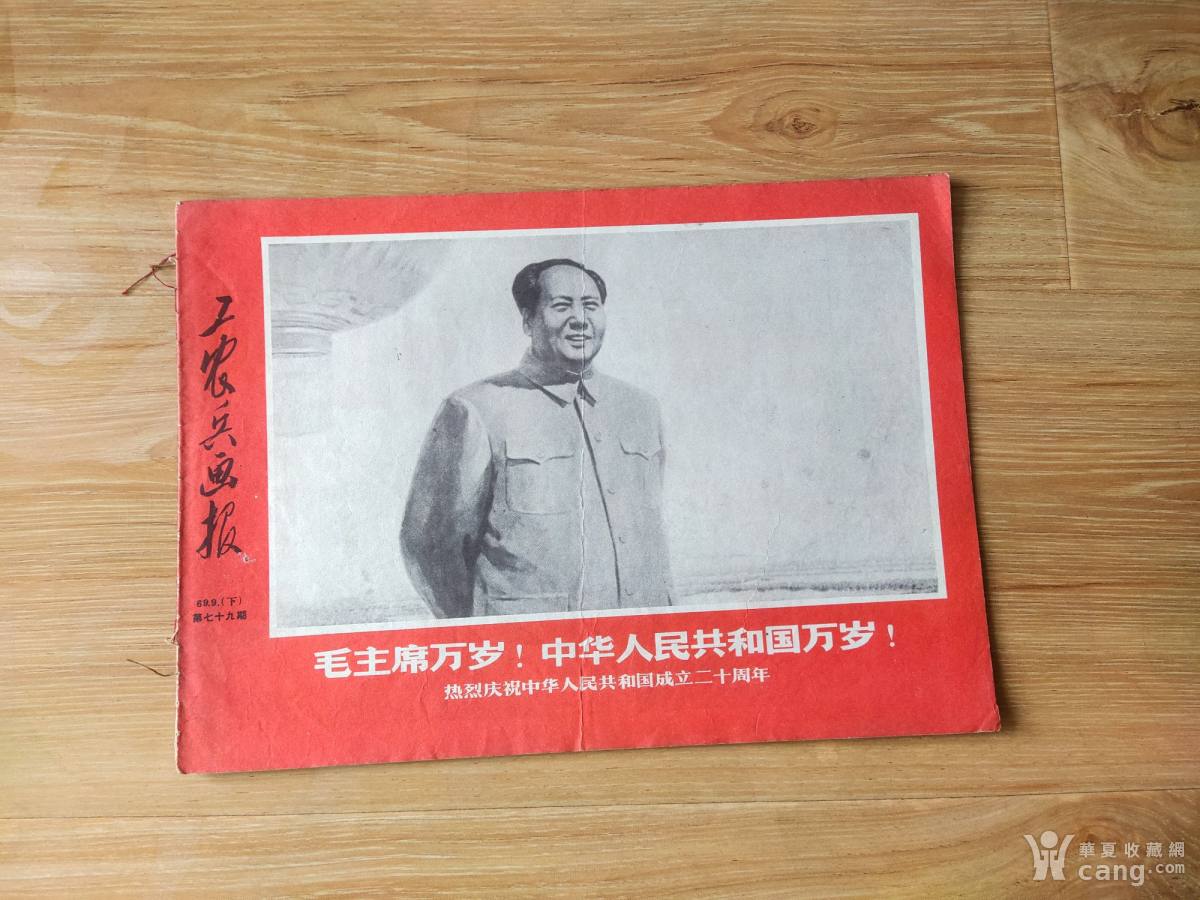 工农兵画报
69.9.(下)
第七十九期
毛主席万岁！中华人民共和国万岁！
热烈庆祝中华人民共和国成立二十周年
華夏收藏網
cang.com